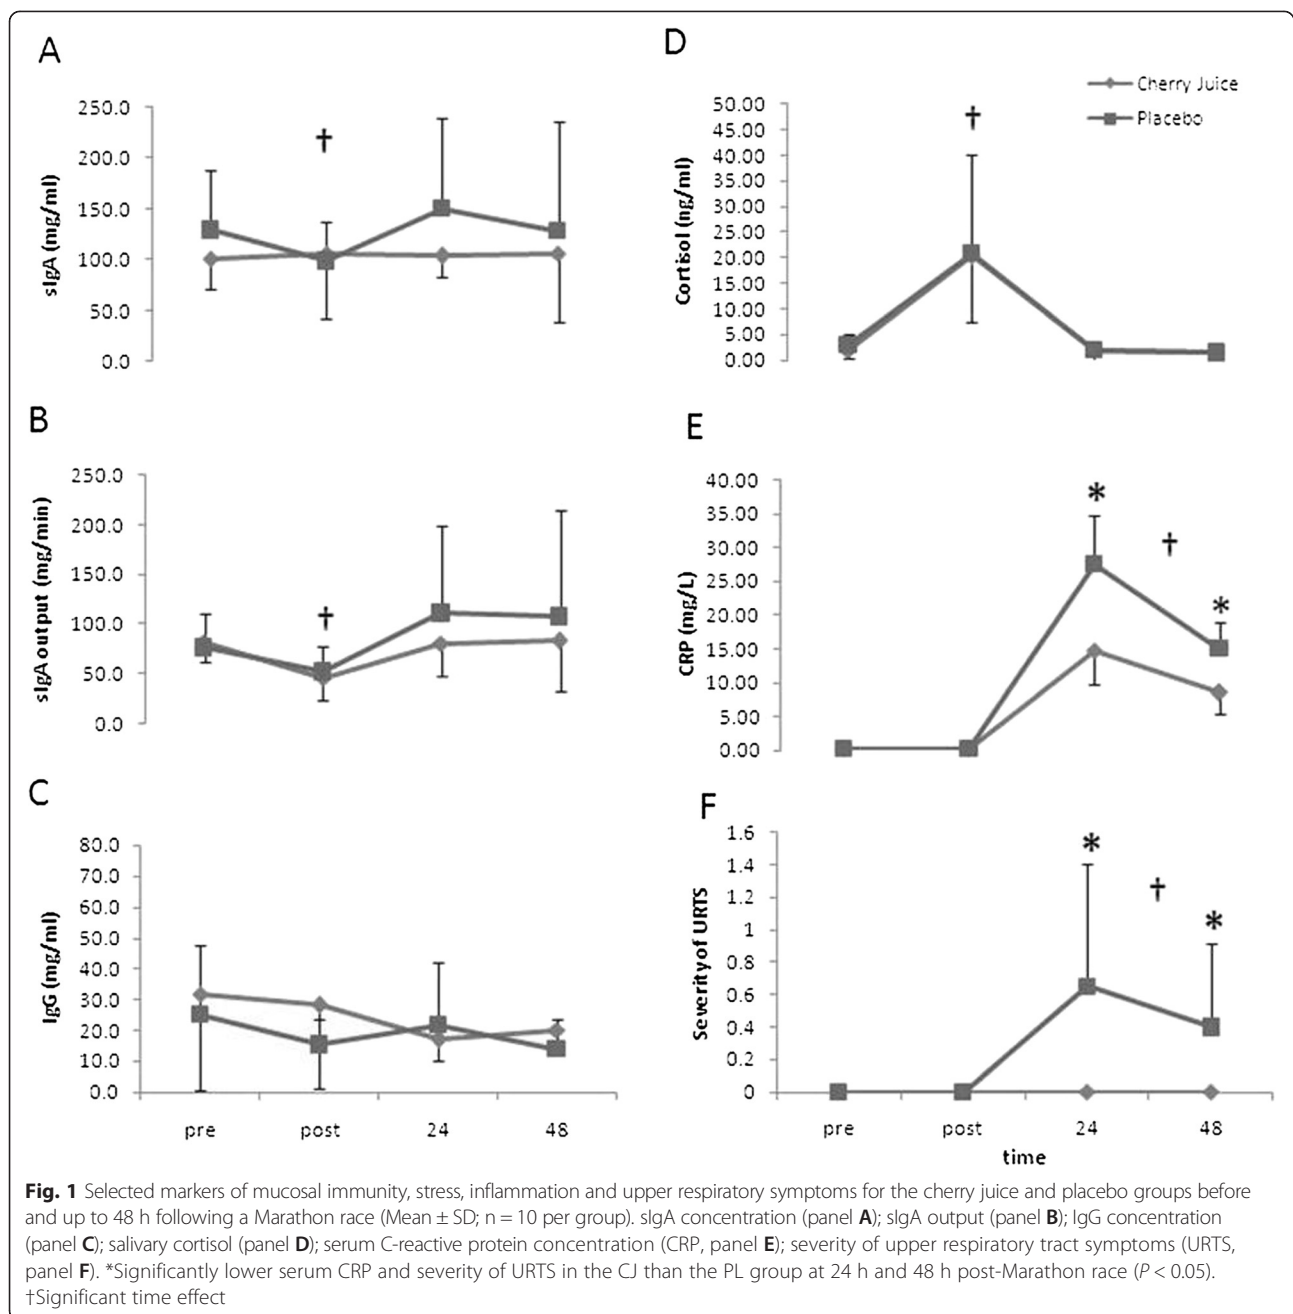 A
250.0
200.0
150.0
100.0
50.0
0.0
sIgA (mg/ml)
†
D
Cherry Juice
Placebo
50.00
45.00
40.00
35.00
30.00
25.00
20.00
15.00
10.00
5.00
0.00
Cortisol (ng/ml)
†
B
250.0
200.0
150.0
100.0
50.0
0.0
sIgA output (mg/min)
†
E
40.00
35.00
30.00
25.00
20.00
15.00
10.00
5.00
0.00
CRP (mg/L)
*
†
*
C
80.0
70.0
60.0
50.0
40.0
30.0
20.0
10.0
0.0
IgG (mg/ml)
pre post 24 48
F
1.6
1.4
1.2
1
0.8
0.6
0.4
0.2
0
Severity of URTS
*
†
*
pre post 24 48
time
Fig. 1 Selected markers of mucosal immunity, stress, inflammation and upper respiratory symptoms for the cherry juice and placebo groups before
and up to 48 h following a Marathon race (Mean ± SD; n = 10 per group). sIgA concentration (panel A); sIgA output (panel B); IgG concentration
(panel C); salivary cortisol (panel D); serum C-reactive protein concentration (CRP, panel E); severity of upper respiratory tract symptoms (URTS,
panel F). *Significantly lower serum CRP and severity of URTS in the CJ than the PL group at 24 h and 48 h post-Marathon race (P < 0.05).
†Significant time effect